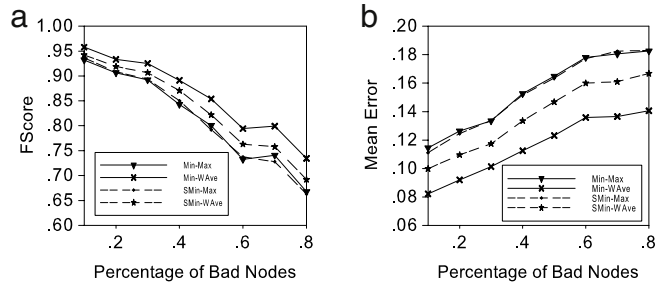 a
1.00
.95
.90
.85
.80
.75
.70
.65
.60
FScore
Min-Max
Min-WAve
SMin-Max
SMin-WAve
.2
.4
.6
.8
Percentage of Bad Nodes
b
.20
.18
.16
.14
.12
.10
.08
.06
Mean Error
Min-Max
Min-WAve
SMin-Max
SMin-WAve
.2
.4
.6
.8
Percentage of Bad Nodes